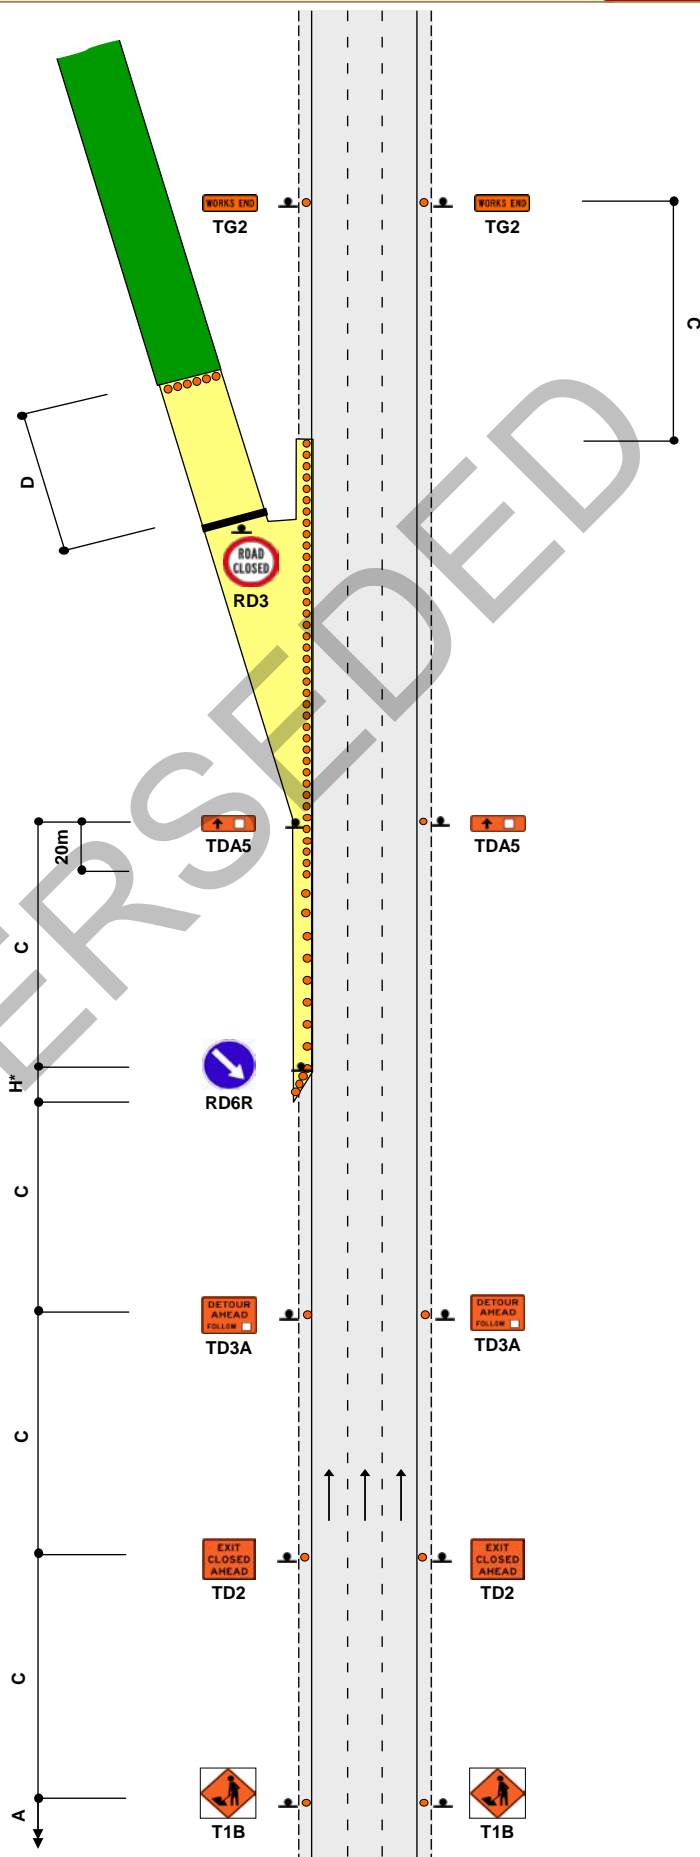 WORKS END
TG2
WORKS END
TG2
C
D
ROAD
CLOSED
RD3
TDA5
TDA5
20m
C
RD6R
H*
C
DETOUR
AHEAD
FOLLOW
TD3A
DETOUR
AHEAD
FOLLOW
TD3A
C
EXIT
CLOSED
AHEAD
TD2
EXIT
CLOSED
AHEAD
TD2
C
T1B
T1B
A
ERSEDED